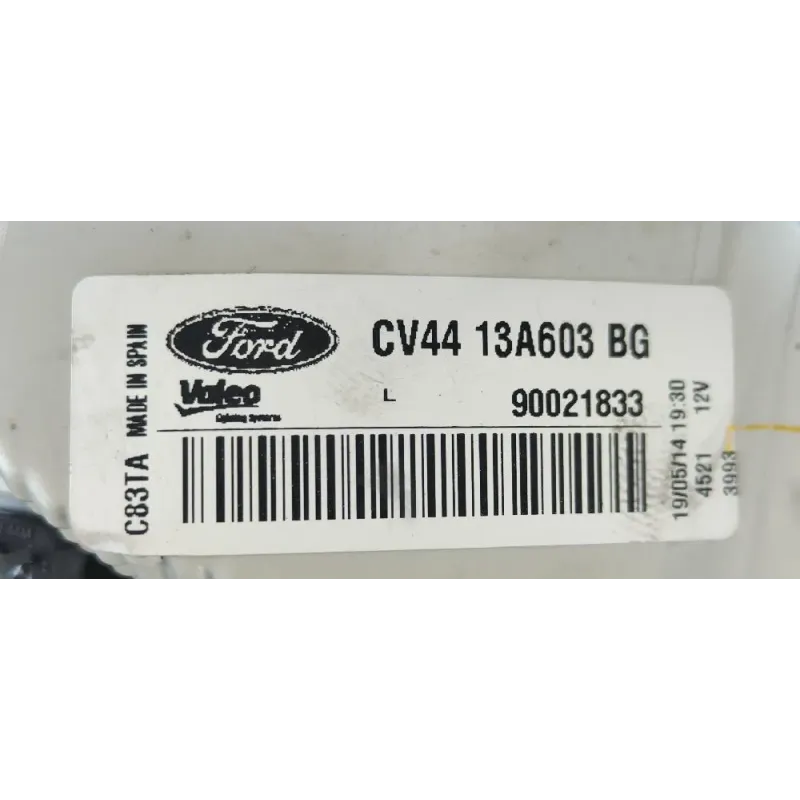 Ford
CV44 13A603 BG
Valeo
Lighting Systems
L
90021833
C83TA MADE IN SPAIN
19/05/14 19:30
4521 12V
3993